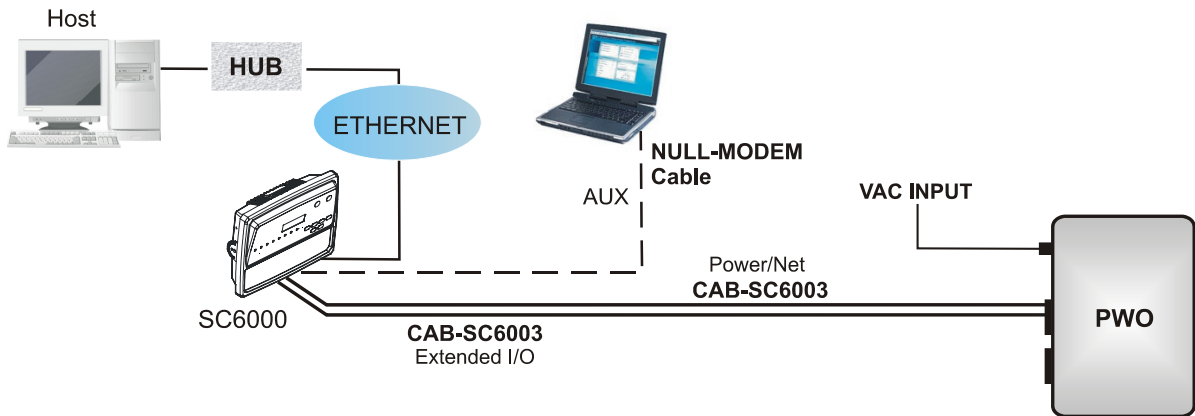 Host
HUB
ETHERNET
NULL-MODEM
Cable
AUX
VAC INPUT
Power/Net
CAB-SC6003
PWO
SC6000
CAB-SC6003
Extended I/O